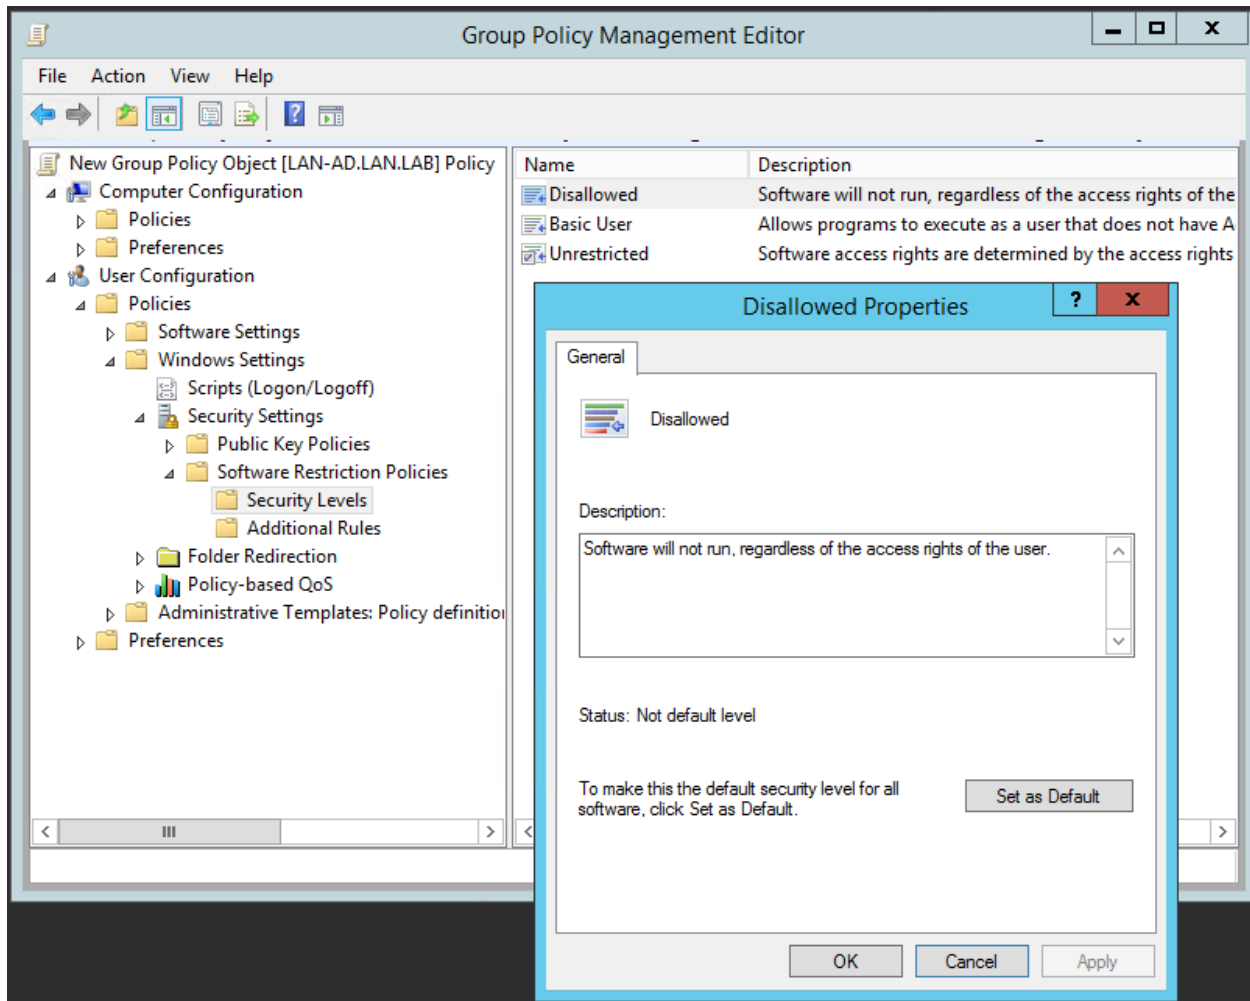 Group Policy Management Editor
File Action View Help
New Group Policy Object [LAN-AD.LAN.LAB] Policy
Computer Configuration
Policies
Preferences
User Configuration
Policies
Software Settings
Windows Settings
Scripts (Logon/Logoff)
Security Settings
Public Key Policies
Software Restriction Policies
Security Levels
Additional Rules
Folder Redirection
Policy-based QoS
Administrative Templates: Policy definitio
Preferences
Name Description
Disallowed Software will not run, regardless of the access rights of the
Basic User Allows programs to execute as a user that does not have A
Unrestricted Software access rights are determined by the access rights
Disallowed Properties
General
Disallowed
Description:
Software will not run, regardless of the access rights of the user.
Status: Not default level
To make this the default security level for all
software, click Set as Default.
Set as Default
OK Cancel Apply